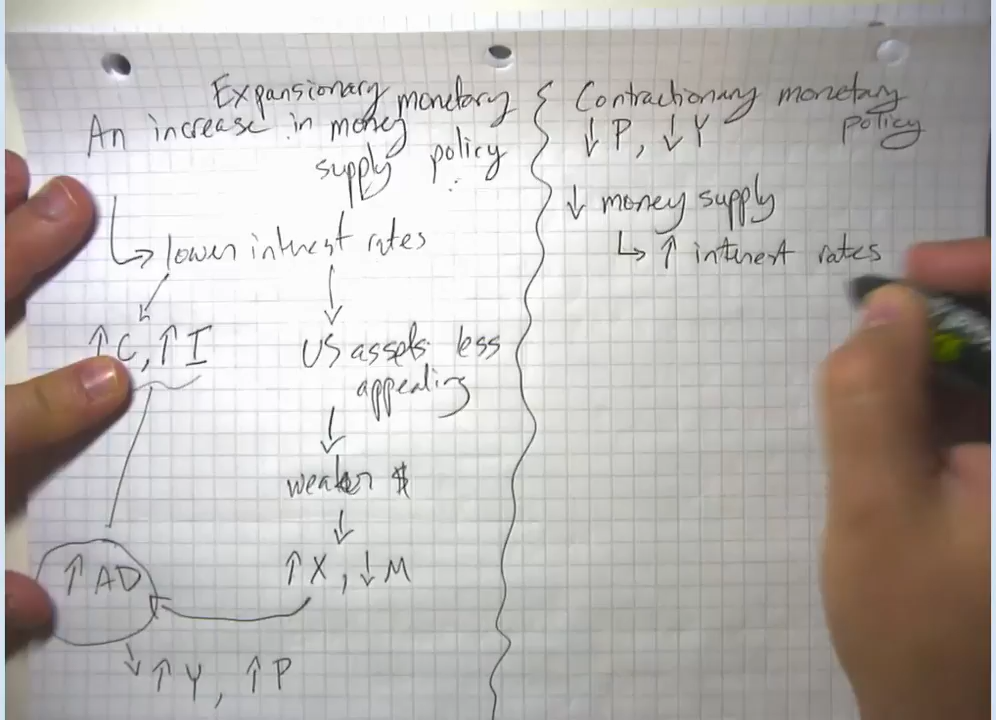 Expansionary monetary
An increase in money
supply policy
↳ lower interest rates
↑C, ↑I
US assets less
appealing
weaker $
↑X, ↓M
↑AD
↑Y, ↑P
Contractionary monetary
policy
↓P, ↓Y
↓ money supply
↳ ↑ interest rates